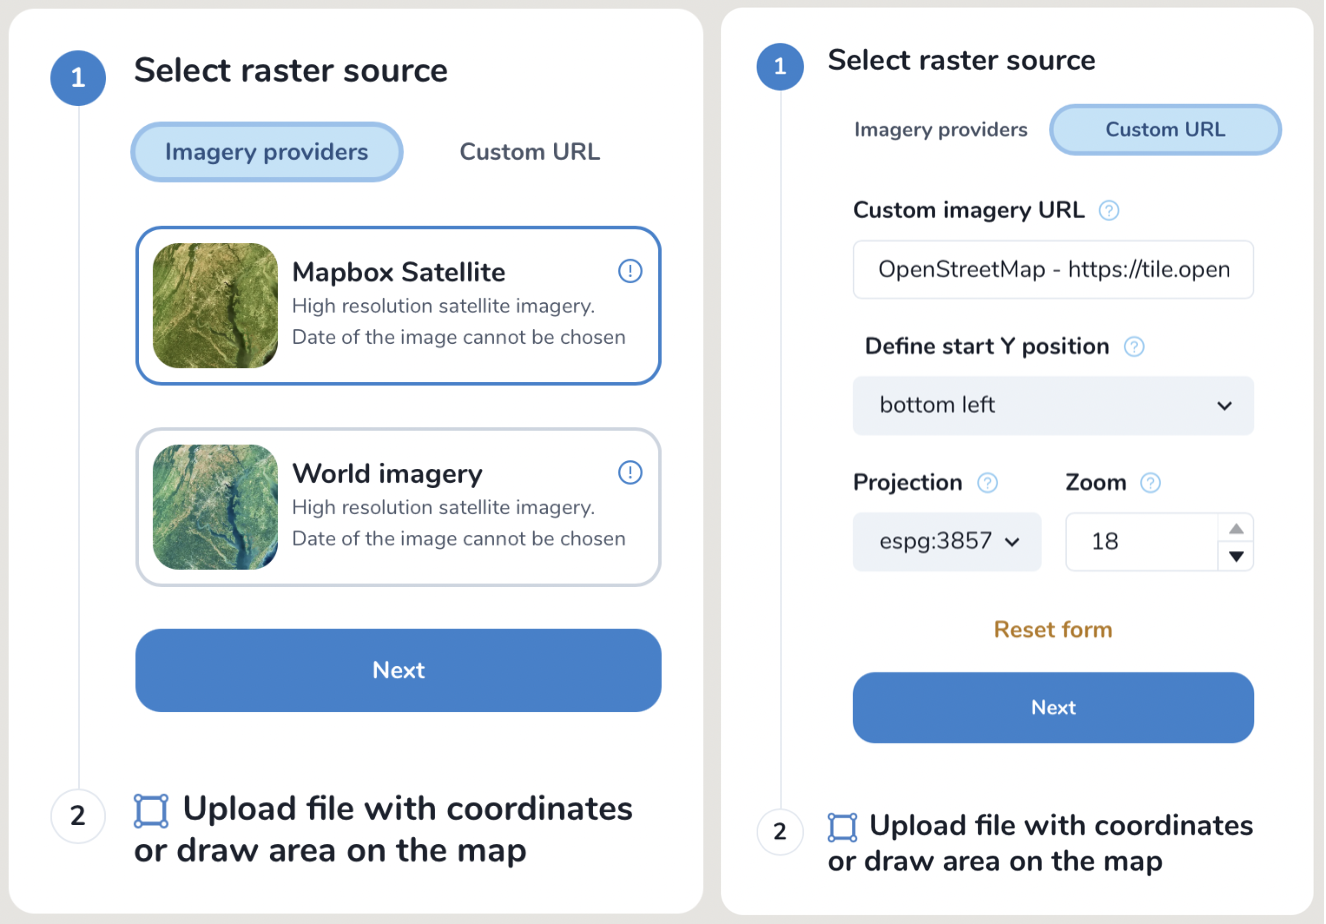 1
Select raster source
Imagery providers
Custom URL
Mapbox Satellite
High resolution satellite imagery.
Date of the image cannot be chosen
World imagery
High resolution satellite imagery.
Date of the image cannot be chosen
Next
2
Upload file with coordinates
or draw area on the map
1
Select raster source
Imagery providers
Custom URL
Custom imagery URL ?
OpenStreetMap - https://tile.open
Define start Y position ?
bottom left
Projection ?
Zoom ?
espg:3857
18
Reset form
Next
2
Upload file with coordinates
or draw area on the map